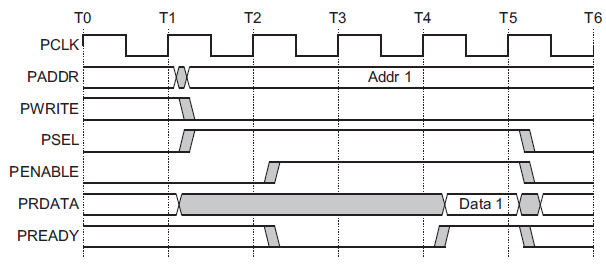 T0 T1 T2 T3 T4 T5 T6
PCLK
PADDR Addr 1
PWRITE
PSEL
PENABLE
PRDATA Data 1
PREADY